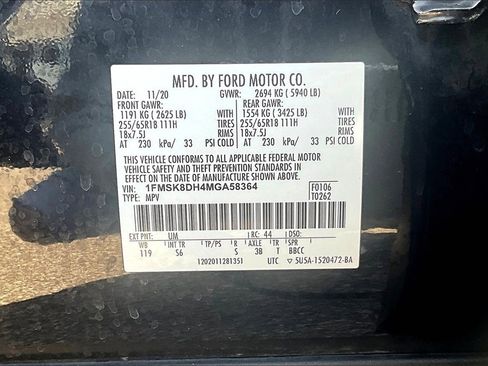 MFD. BY FORD MOTOR CO.
DATE: 11/20 GVWR: 2694 KG ( 5940 LB)
FRONT GAWR: REAR GAWR:
1191 KG ( 2625 LB) WITH 1554 KG ( 3425 LB) WITH
255/65R18 111H TIRES 255/65R18 111H TIRES
18x7.5J RIMS 18x7.5J RIMS
AT 230 kPa/ 33 PSI COLD AT 230 kPa/ 33 PSI COLD
THIS VEHICLE CONFORMS TO ALL APPLICABLE FEDERAL MOTOR
VEHICLE SAFETY AND THEFT PREVENTION STANDARDS IN EFFECT
ON THE DATE OF MANUFACTURE SHOWN ABOVE.
VIN: 1FMSK8DH4MGA58364 F0106
TYPE: MPV T0262
EXT PNT: UM RC: 44 DSO:
WB INT TR TP/PS R AXLE TR SPR
119 S6 S 3B T BBCC
1202011281351 UTC 5U5A-1520472-BA